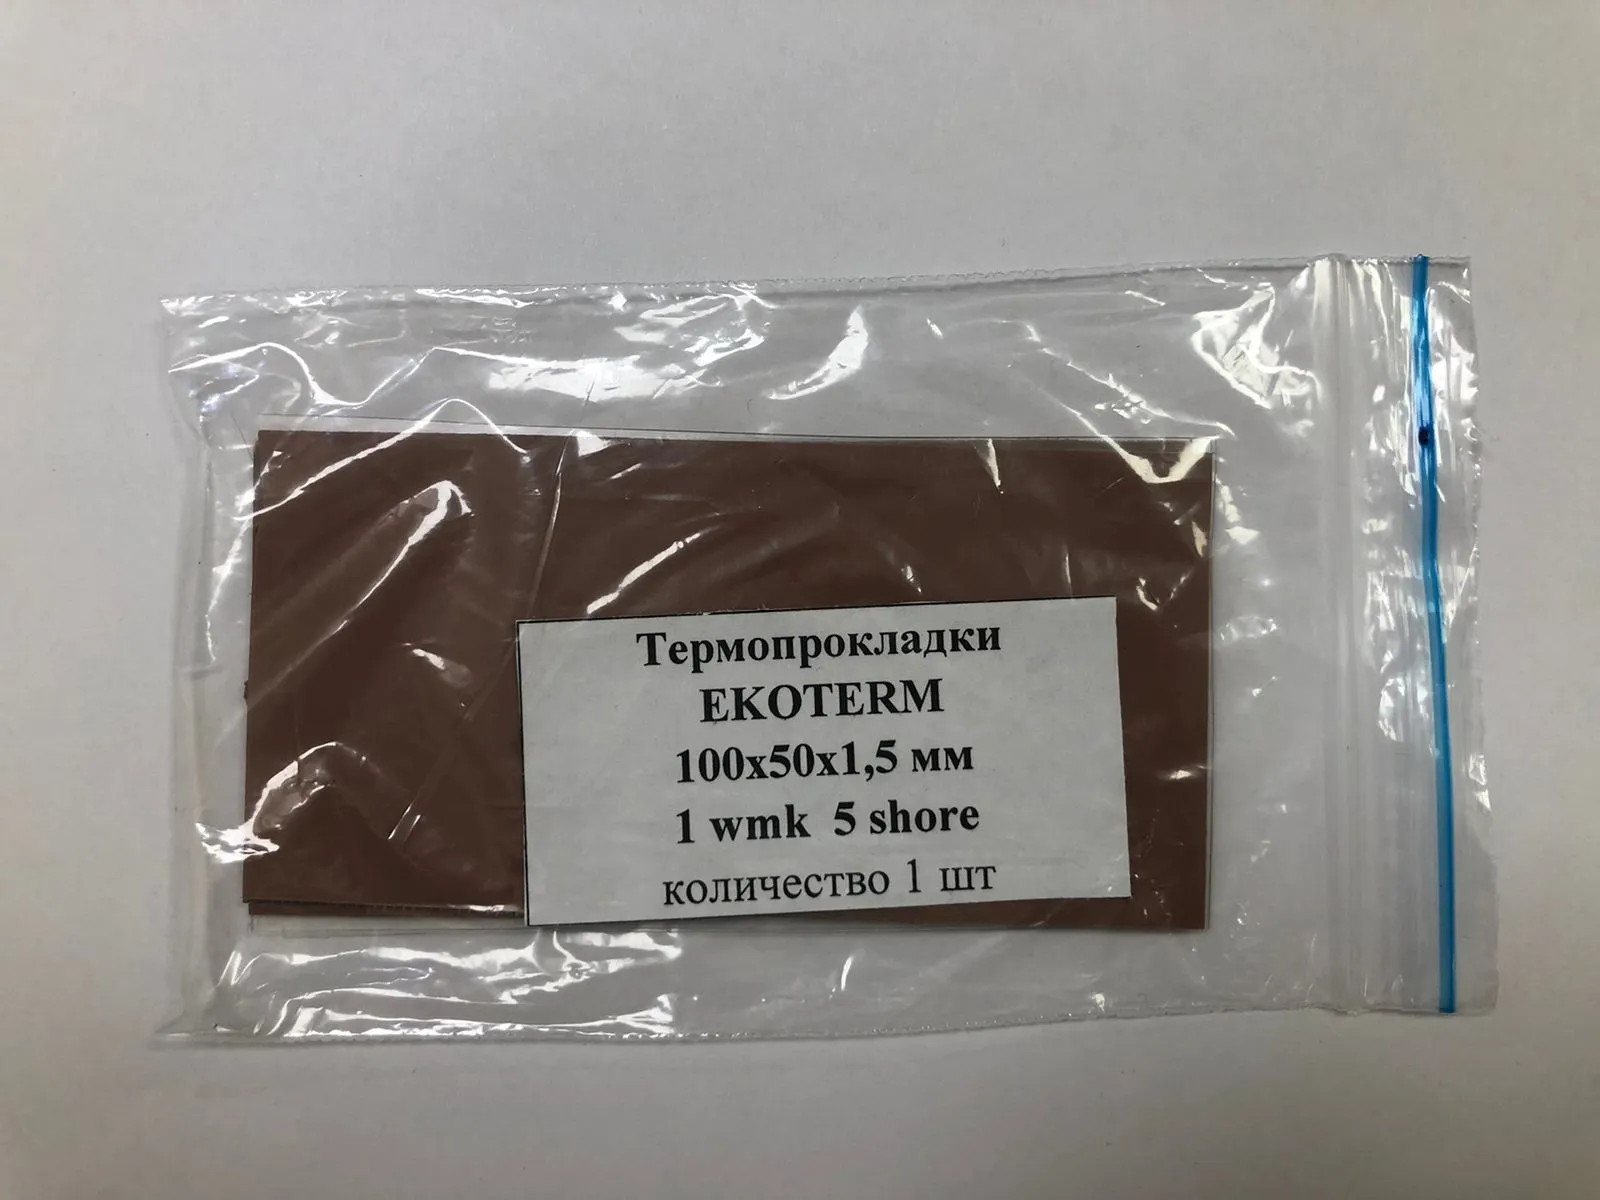 Термопрокладки
EKOTERM
100x50x1,5 мм
1 wmk 5 shore
количество 1 шт